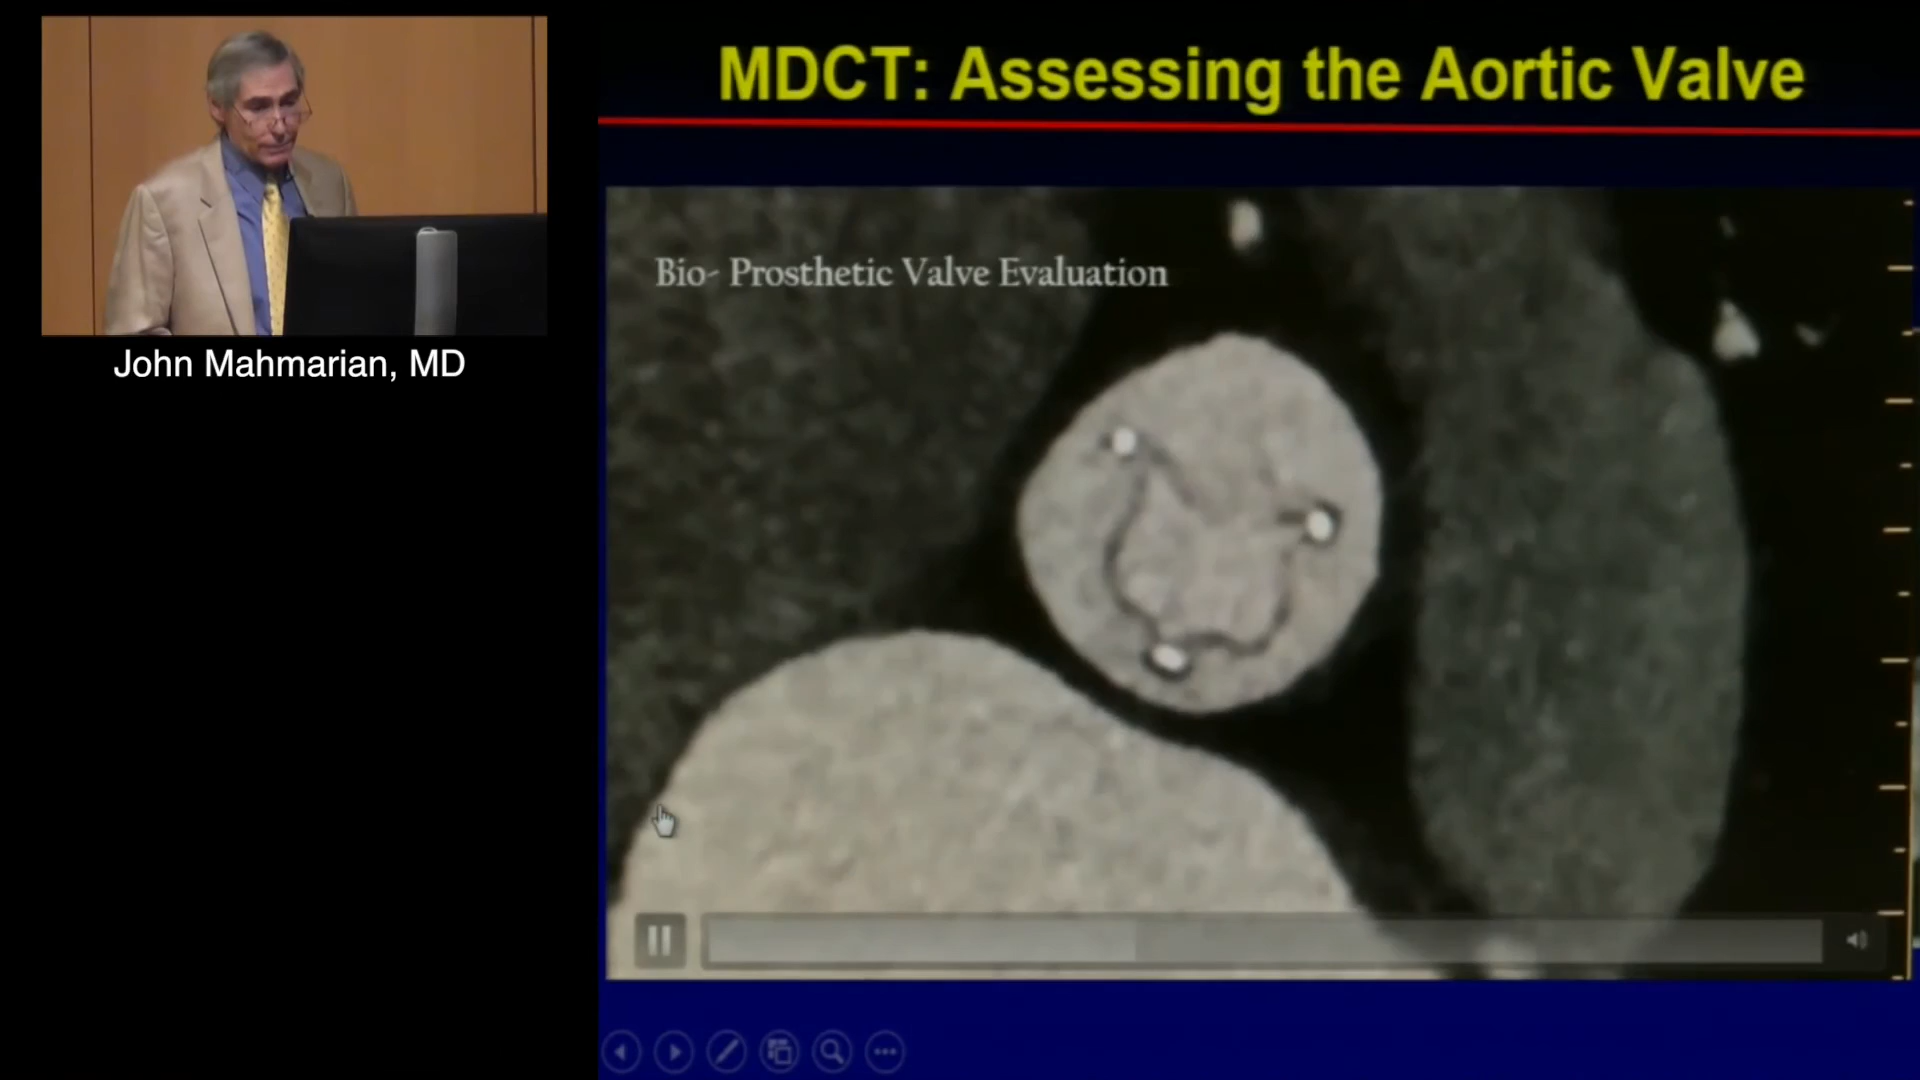 MDCT: Assessing the Aortic Valve
Bio- Prosthetic Valve Evaluation
John Mahmarian, MD